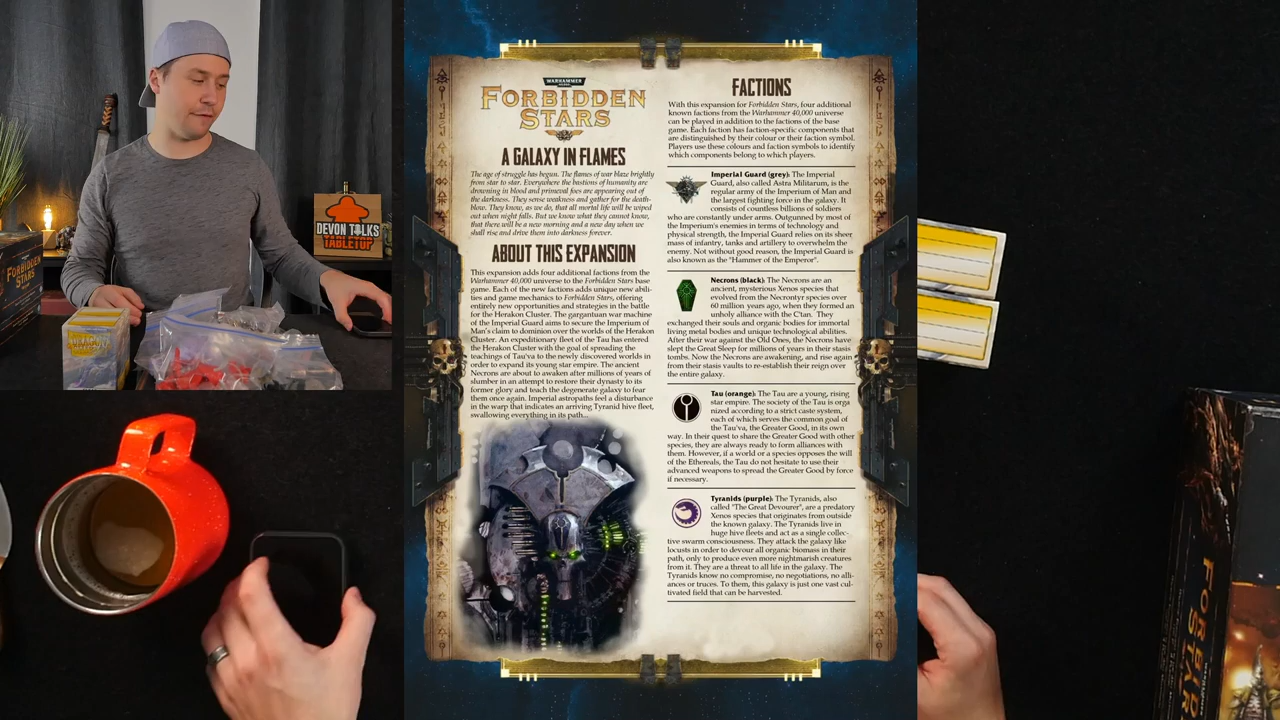 WARHAMMER
FORBIDDEN
STARS
A GALAXY IN FLAMES
The age of struggle has begun. The flames of war blaze brightly
from star to star. Everywhere the bastions of humanity are
drowning in blood and primeval foes are appearing out of
the darkness. They sense weakness and gather for the death-
blow. They know, as we do, that all mortal life will be wiped
out when night falls. But we know what they cannot know,
that there will be a new morning and a new day when we
shall rise and drive them into darkness forever.
ABOUT THIS EXPANSION
This expansion adds four additional factions from the
Warhammer 40,000 universe to the Forbidden Stars base
game. Each of the new factions adds unique new abili-
ties and game mechanics to Forbidden Stars, offering
entirely new opportunities and strategies in the battle
for the Herakon Cluster. The gargantuan war machine
of the Imperial Guard aims to secure the Imperium of
Man's claim to dominion over the worlds of the Herakon
Cluster. An expeditionary fleet of the Tau has entered
the Herakon Cluster with the goal of spreading the
teachings of Tau'va to the newly discovered worlds in
order to expand its young star empire. The ancient
Necrons are about to awaken after millions of years of
slumber in an attempt to restore their dynasty to its
former glory and teach the degenerate galaxy to fear
them once again. Imperial astropaths feel a disturbance
in the warp that indicates an arriving Tyranid hive fleet,
swallowing everything in its path...
FACTIONS
With this expansion for Forbidden Stars, four additional
known factions from the Warhammer 40,000 universe
can be played in addition to the factions of the base
game. Each faction has faction-specific components that
are distinguished by their colour or their faction symbol.
Players use these colours and faction symbols to identify
which components belong to which players.
Imperial Guard (grey): The Imperial
Guard, also called Astra Militarum, is the
regular army of the Imperium of Man and
the largest fighting force in the galaxy. It
consists of countless billions of soldiers
who are constantly under arms. Outgunned by most of
the Imperium's enemies in terms of technology and
physical strength, the Imperial Guard relies on its sheer
mass of infantry, tanks and artillery to overwhelm the
enemy. Not without good reason, the Imperial Guard is
also known as the "Hammer of the Emperor".
Necrons (black): The Necrons are an
ancient, mysterious Xenos species that
evolved from the Necrontyr species over
60 million years ago, when they formed an
unholy alliance with the C'tan. They
exchanged their souls and organic bodies for immortal
living metal bodies and unique technological abilities.
After their war against the Old Ones, the Necrons have
slept the Great Sleep for millions of years in their stasis
tombs. Now the Necrons are awakening, and rise again
from their stasis vaults to re-establish their reign over
the entire galaxy.
Tau (orange): The Tau are a young, rising
star empire. The society of the Tau is orga
nized according to a strict caste system,
each of which serves the common goal of
the Tau'va, the Greater Good, in its own
way. In their quest to share the Greater Good with other
species, they are always ready to form alliances with
them. However, if a world or a species opposes the will
of the Ethereals, the Tau do not hesitate to use their
advanced weapons to spread the Greater Good by force
if necessary.
Tyranids (purple): The Tyranids, also
called "The Great Devourer", are a predatory
Xenos species that originates from outside
the known galaxy. The Tyranids live in
huge hive fleets and act as a single collec-
tive swarm consciousness. They attack the galaxy like
locusts in order to devour all organic biomass in their
path, only to produce even more nightmarish creatures
from it. They are a threat to all life in the galaxy. The
Tyranids know no compromise, no negotiations, no alli-
ances or truces. To them, this galaxy is just one vast cul-
tivated field that can be harvested.
DEVON TALKS
TABLETOP
FORBIDDEN
STARS
DRAGON
SHIELD
FORBIDDEN
STARS